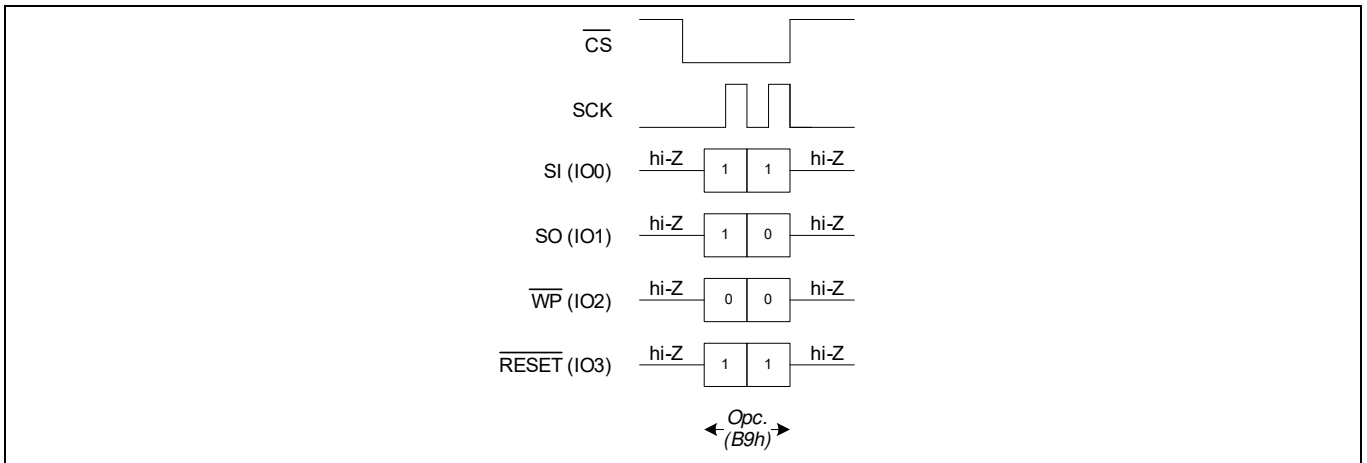 CS
SCK
hi-Z 1 1 hi-Z
SI (IO0)
hi-Z 1 0 hi-Z
SO (IO1)
hi-Z 0 0 hi-Z
WP (IO2)
hi-Z 1 1 hi-Z
RESET (IO3)
Opc.
(B9h)